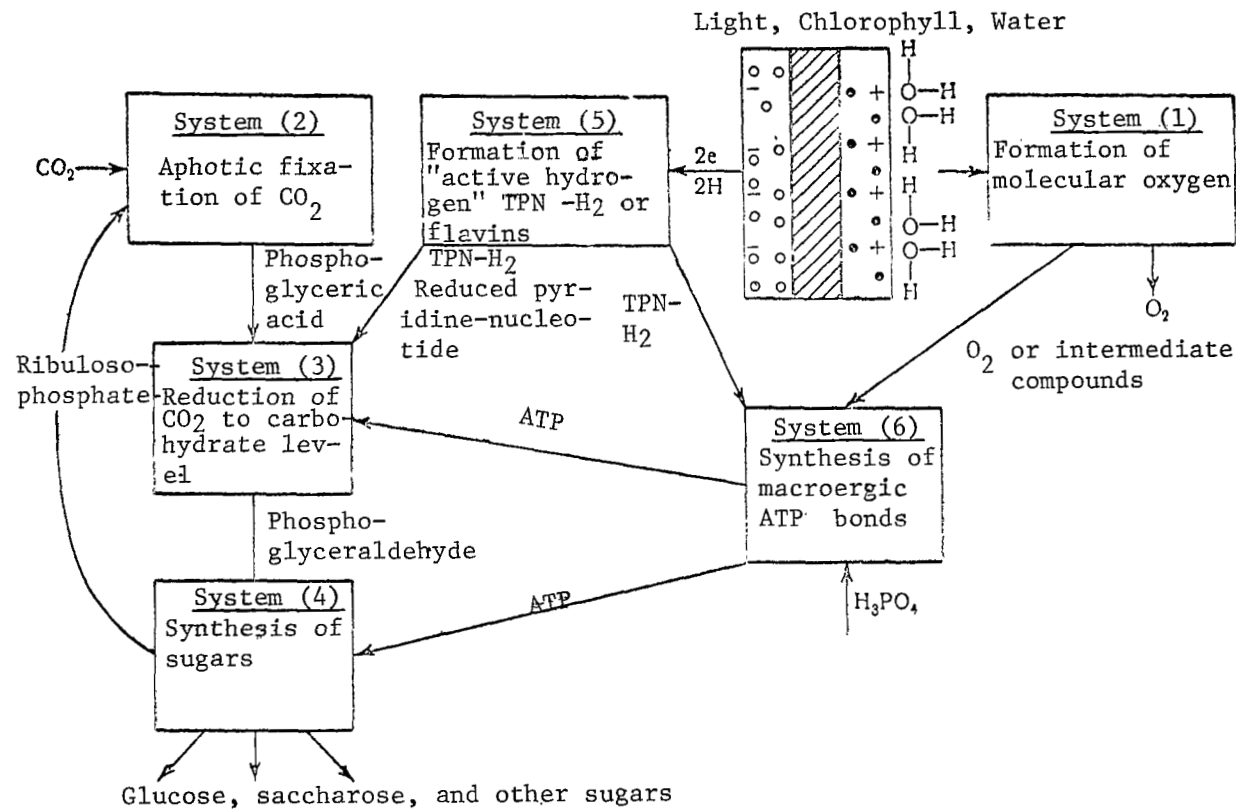 Light, Chlorophyll, Water
System (2)
Aphotic fixa-
tion of CO2
CO2
System (5)
Formation of
"active hydro-
gen" TPN -H2 or
flavins
2e
2H
H
O—H
O—H
H
H
O—H
O—H
H
System (1)
Formation of
molecular oxygen
O2
O2 or intermediate
compounds
Phospho-
glyceric
acid
TPN-H2
Reduced pyr-
idine-nucleo-
tide
TPN-
H2
Ribuloso-
phosphate
System (3)
Reduction of
CO2 to carbo-
hydrate lev-
el
ATP
System (6)
Synthesis of
macroergic
ATP bonds
H3PO4
Phospho-
glyceraldehyde
System (4)
Synthesis of
sugars
ATP
Glucose, saccharose, and other sugars